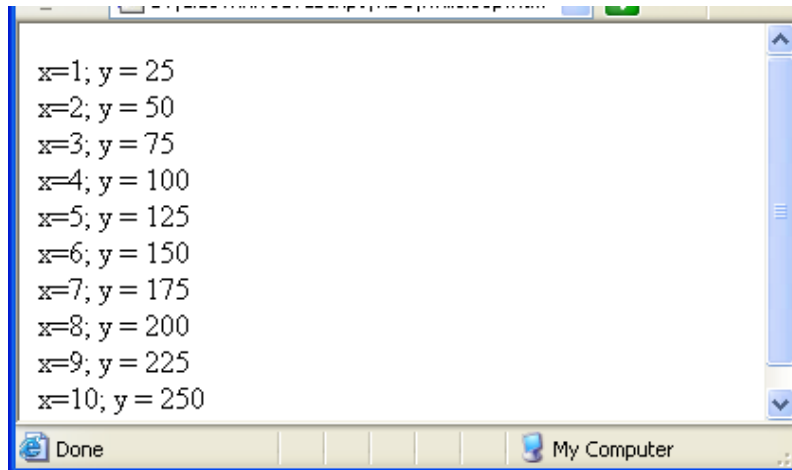 x=1; y = 25
x=2; y = 50
x=3; y = 75
x=4; y = 100
x=5; y = 125
x=6; y = 150
x=7; y = 175
x=8; y = 200
x=9; y = 225
x=10; y = 250
Done My Computer